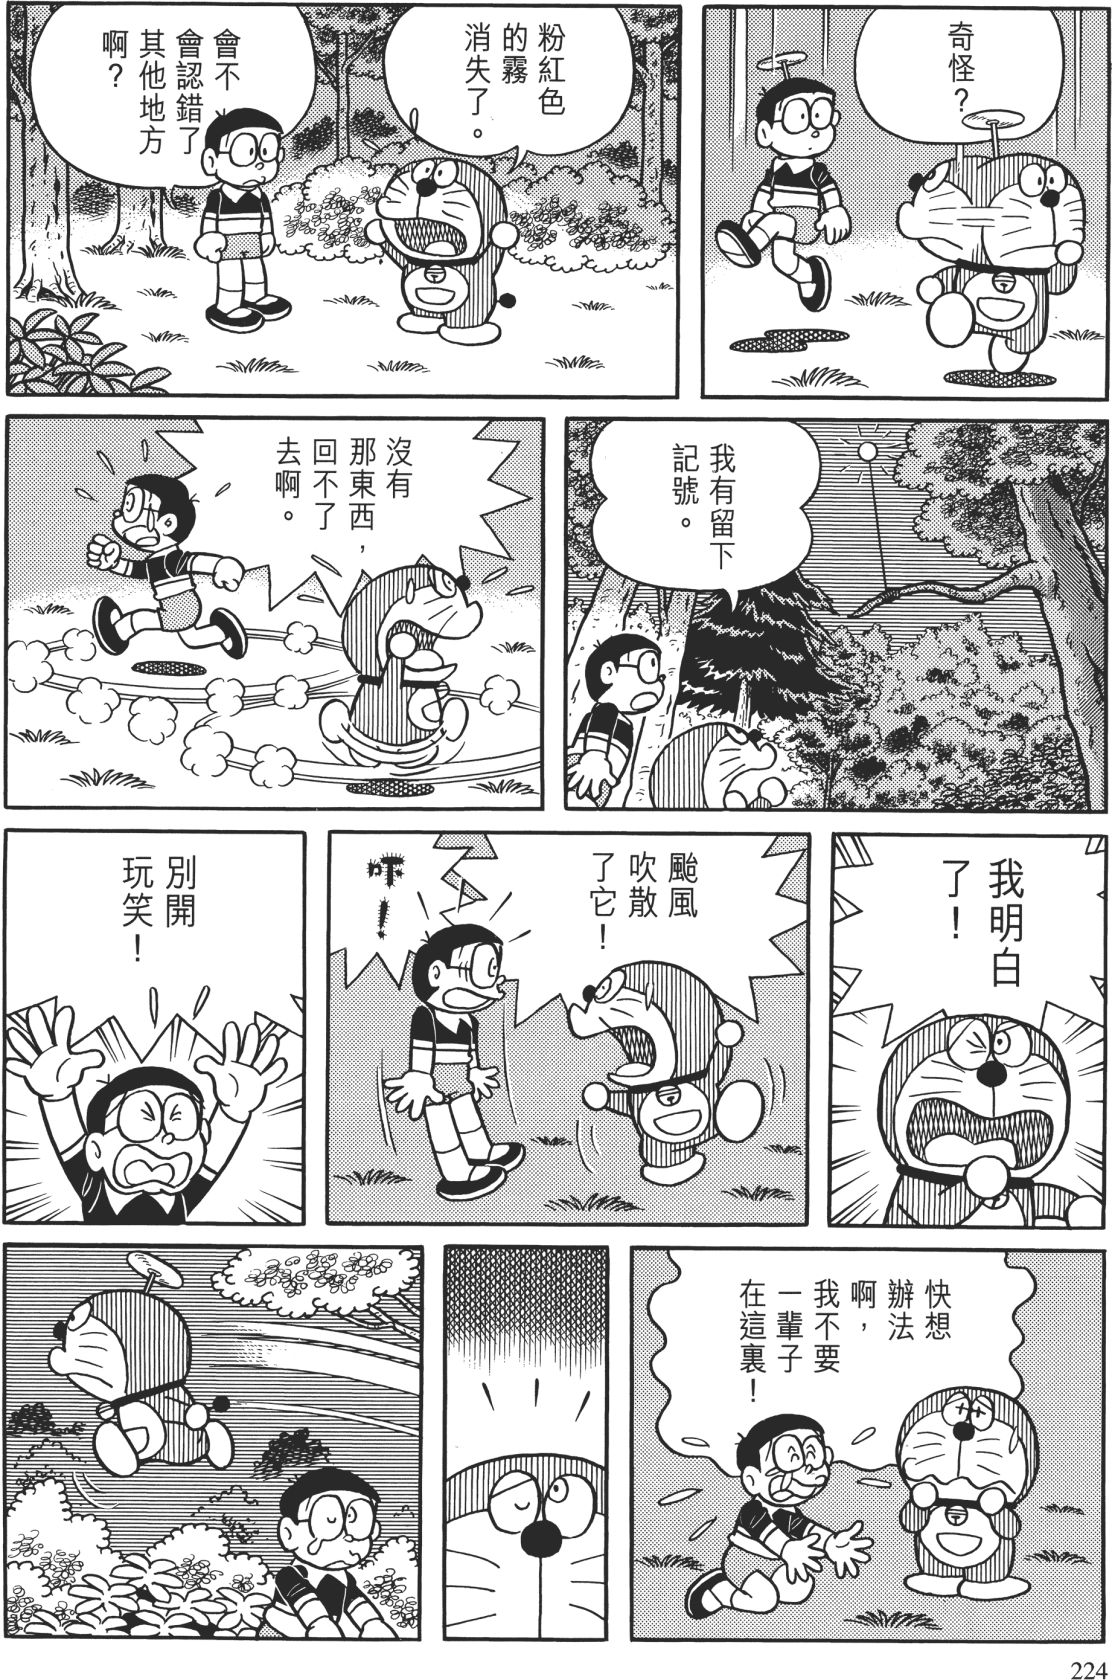 奇怪？
粉紅色
的霧
消失了。
會不
會認錯了
其他地方
啊？
我有留下
記號。
沒有
那東西，
回不了
去啊。
我明白
了！
颱風
吹散
了它！
咘！
別開
玩笑！
快想
辦法
啊，
我不要
一輩子
在這裏！
224